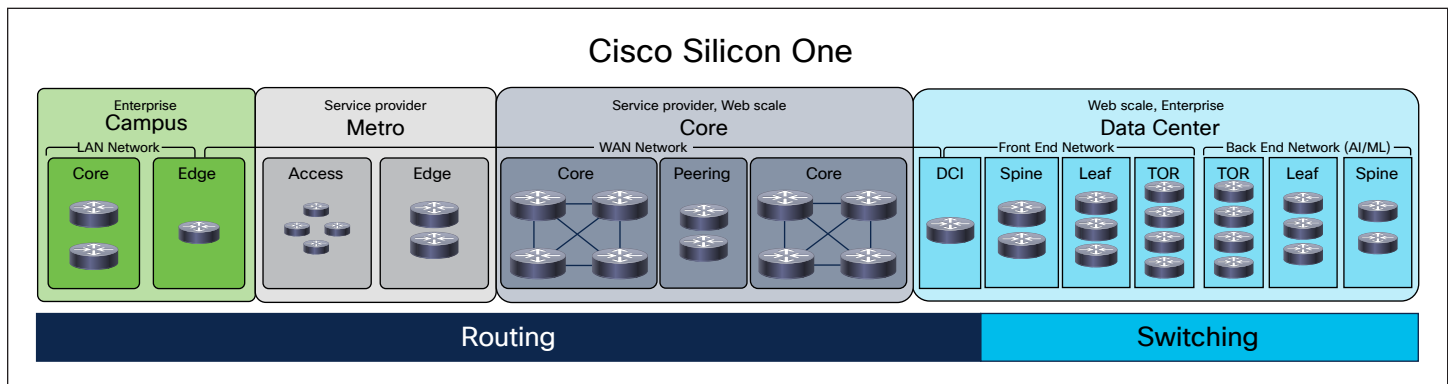 Cisco Silicon One
Enterprise
Campus
Service provider
Metro
Service provider, Web scale
Core
Web scale, Enterprise
Data Center
LAN Network
WAN Network
Front End Network
Back End Network (AI/ML)
Core
Edge
Access
Edge
Core
Peering
Core
DCI
Spine
Leaf
TOR
TOR
Leaf
Spine
Routing
Switching